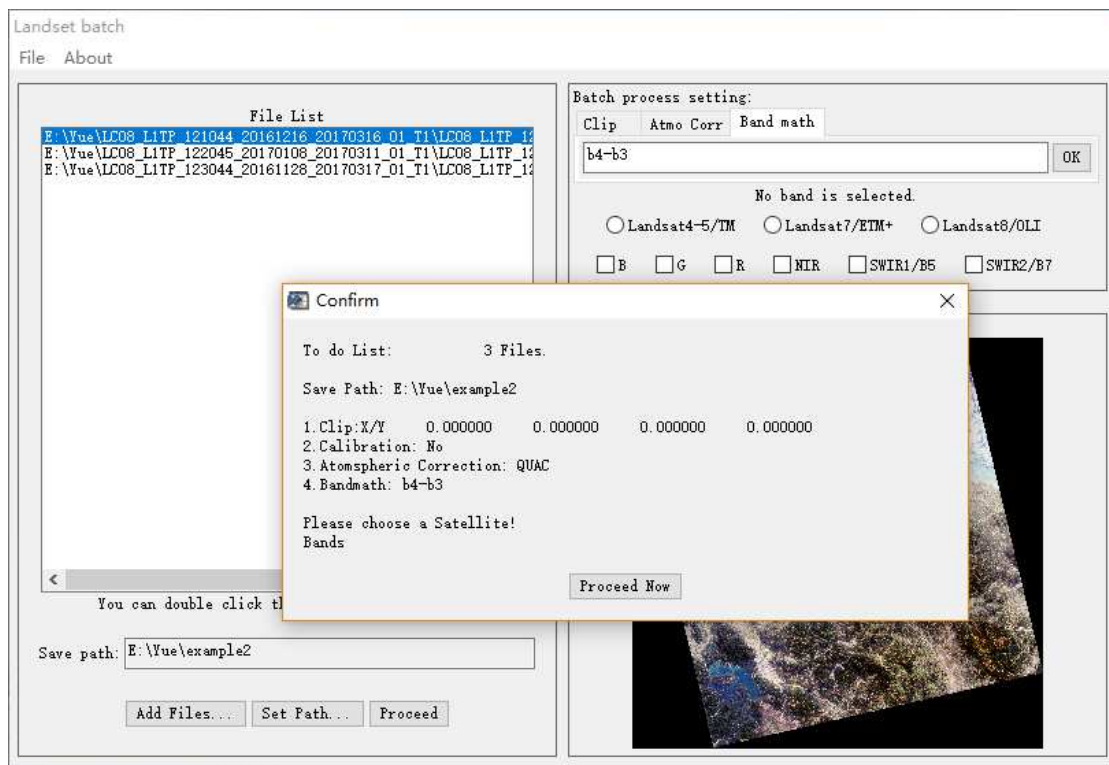 Landset batch
File About
File List
E:\Yue\LC08_L1TP_121044_20161216_20170316_01_T1\LC08_L1TP_12
E:\Yue\LC08_L1TP_122045_20170108_20170311_01_T1\LC08_L1TP_12
E:\Yue\LC08_L1TP_123044_20161128_20170317_01_T1\LC08_L1TP_12
You can double click
Save path: E:\Yue\example2
Add Files... Set Path... Proceed
Batch process setting:
Clip Atmo Corr Band math
b4-b3 OK
No band is selected.
Landsat4-5/TM Landsat7/ETM+ Landsat8/OLI
B G R NIR SWIR1/B5 SWIR2/B7
Confirm
To do List: 3 Files.
Save Path: E:\Yue\example2
1.Clip:X/Y 0.000000 0.000000 0.000000 0.000000
2.Calibration: No
3.Atomspheric Correction: QUAC
4.Bandmath: b4-b3
Please choose a Satellite!
Bands
Proceed Now